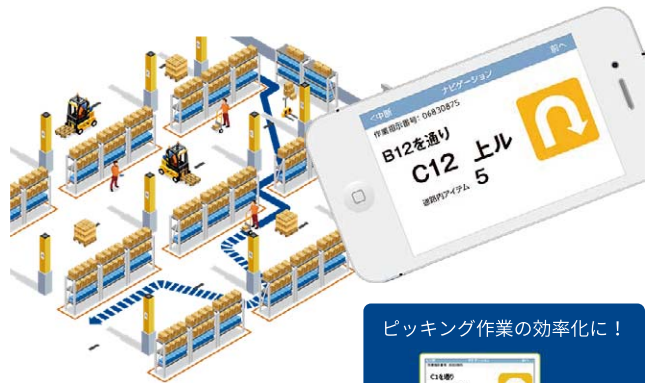 <中断
ナビゲーション
前へ
作業指示番号: 06830875
B12を通り
C12 上ル
通路内アイテム 5
ピッキング作業の効率化に！
C1を通り